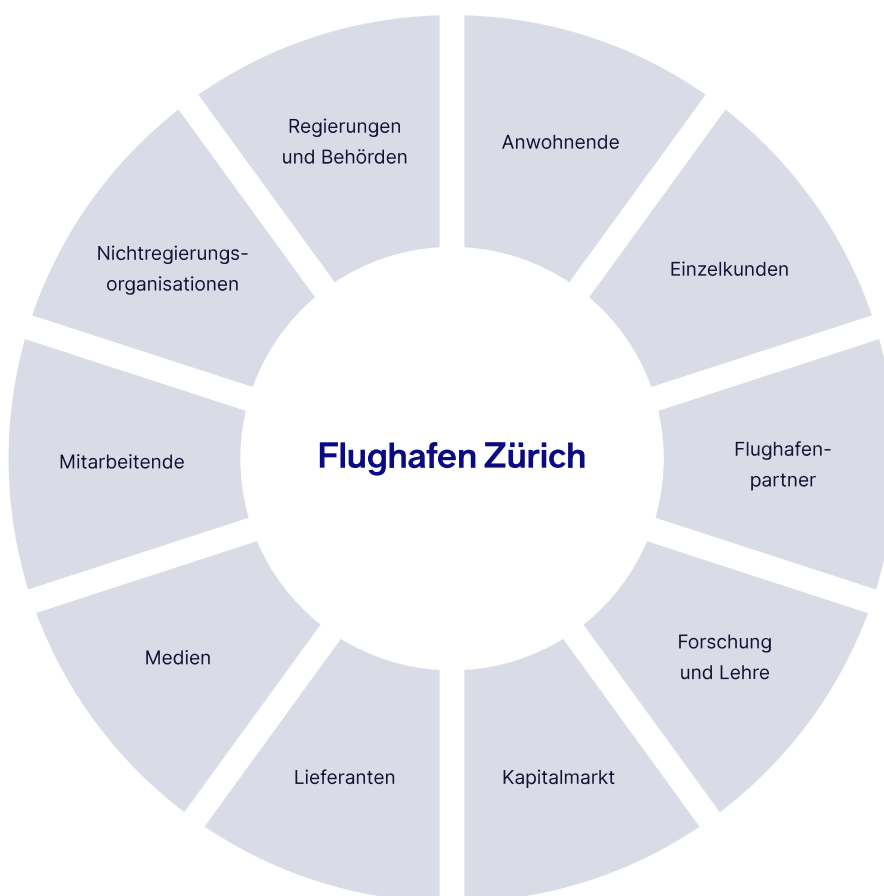 Regierungen
und Behörden
Anwohnende
Nichtregierungs-
organisationen
Einzelkunden
Mitarbeitende
Flughafen Zürich
Flughafen-
partner
Medien
Forschung
und Lehre
Lieferanten
Kapitalmarkt